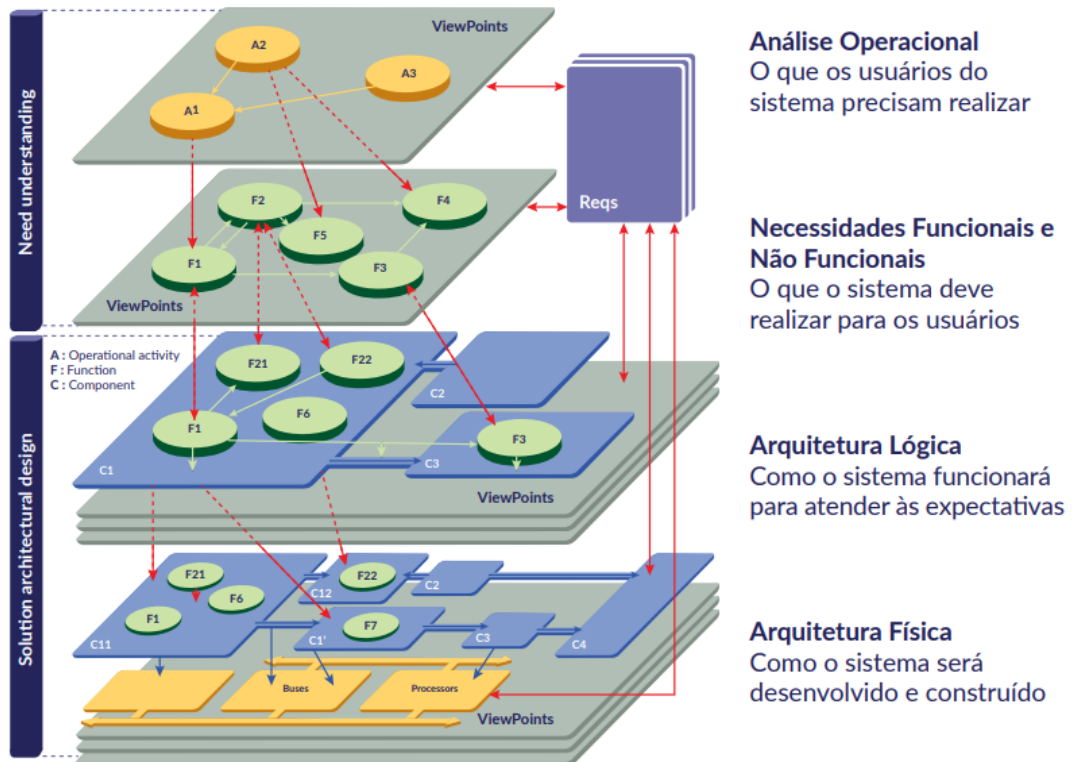 Need understanding
ViewPoints
A2
A3
A1
Reqs
F2
F4
F5
F1
F3
ViewPoints
Análise Operacional
O que os usuários do
sistema precisam realizar
Necessidades Funcionais e
Não Funcionais
O que o sistema deve
realizar para os usuários
Solution architectural design
A : Operational activity
F : Function
C : Component
F21
F22
C2
F6
F1
F3
C1
C3
ViewPoints
Arquitetura Lógica
Como o sistema funcionará
para atender às expectativas
F21
F22
C2
F6
C12
F1
F7
C11
C1'
C3
C4
Buses
Processors
ViewPoints
Arquitetura Física
Como o sistema será
desenvolvido e construído